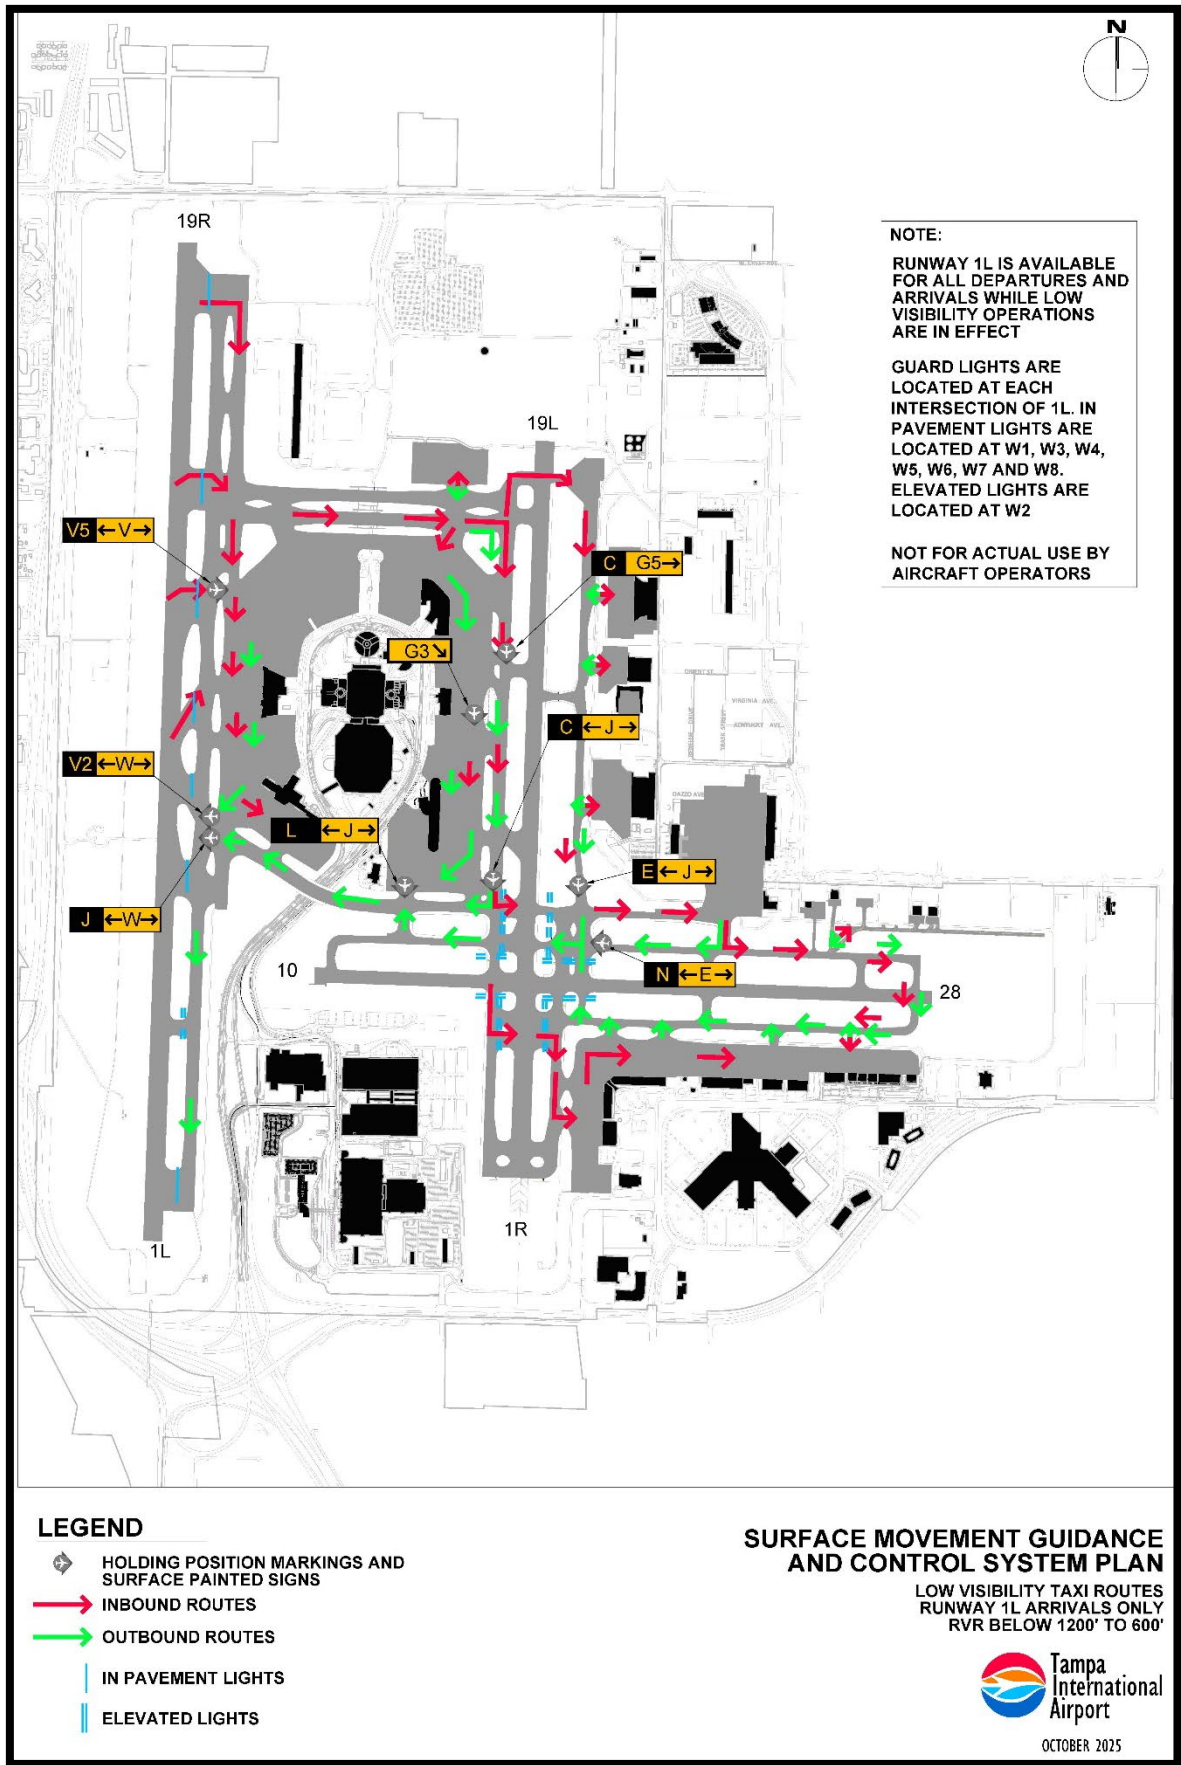 N
19R
NOTE:
RUNWAY 1L IS AVAILABLE
FOR ALL DEPARTURES AND
ARRIVALS WHILE LOW
VISIBILITY OPERATIONS
ARE IN EFFECT
GUARD LIGHTS ARE
LOCATED AT EACH
INTERSECTION OF 1L. IN
PAVEMENT LIGHTS ARE
LOCATED AT W1, W3, W4,
W5, W6, W7 AND W8.
ELEVATED LIGHTS ARE
LOCATED AT W2
NOT FOR ACTUAL USE BY
AIRCRAFT OPERATORS
19L
V5 ←V→
C G5→
G3↘
VIRGINIA AVE
KENTUCKY AVE
C ←J→
V2 ←W→
L ←J→
E ←J→
J ←W→
10
N ←E→
28
1L
1R
LEGEND
HOLDING POSITION MARKINGS AND
SURFACE PAINTED SIGNS
INBOUND ROUTES
OUTBOUND ROUTES
IN PAVEMENT LIGHTS
ELEVATED LIGHTS
SURFACE MOVEMENT GUIDANCE
AND CONTROL SYSTEM PLAN
LOW VISIBILITY TAXI ROUTES
RUNWAY 1L ARRIVALS ONLY
RVR BELOW 1200' TO 600'
Tampa
International
Airport
OCTOBER 2025